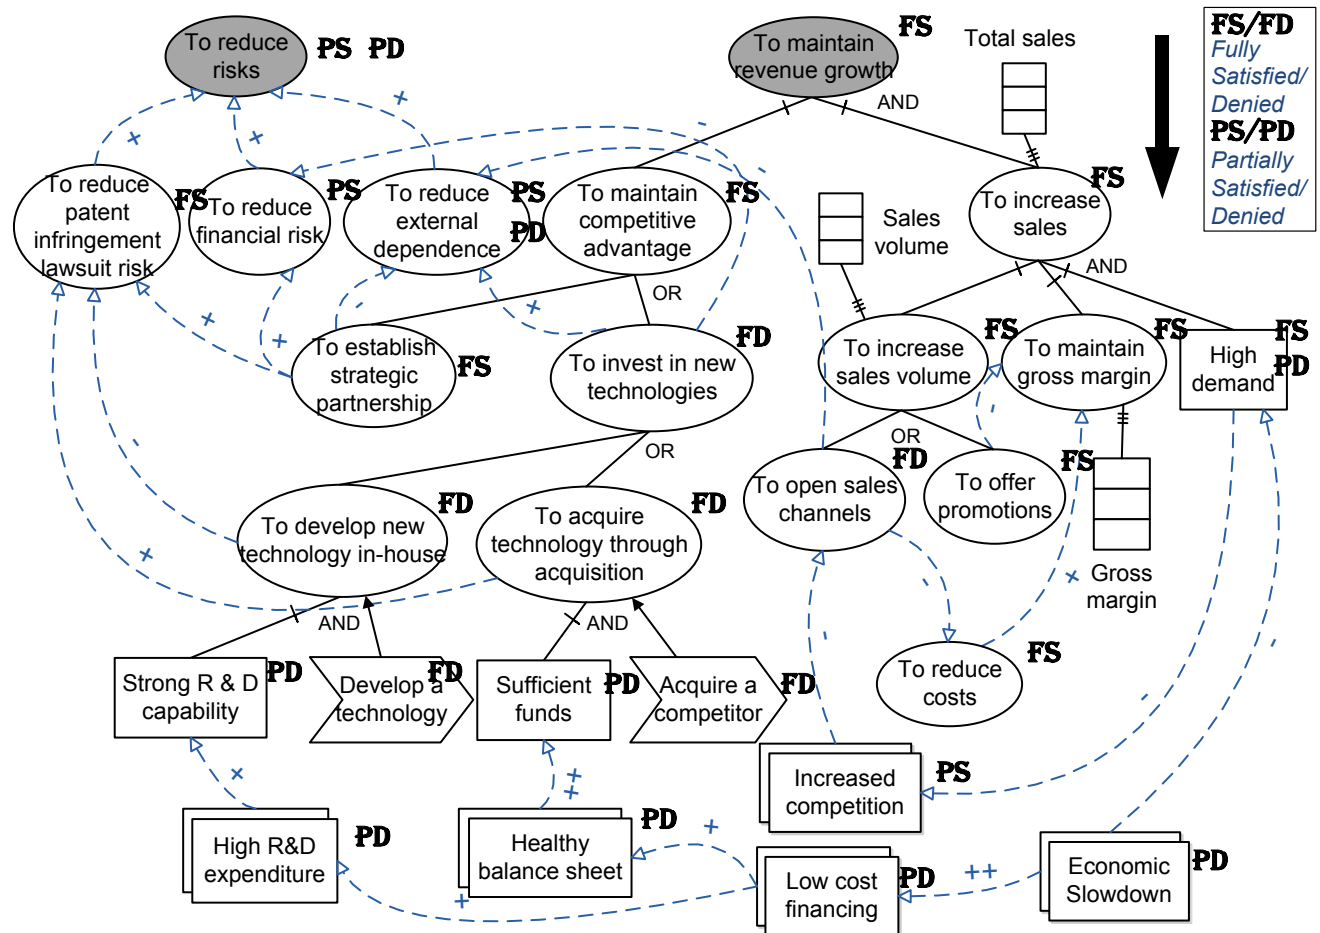 To reduce
risks
PS PD
To maintain
revenue growth
FS
Total sales
AND
FS/FD
Fully
Satisfied/
Denied
PS/PD
Partially
Satisfied/
Denied
+
+
+
-
-
To reduce
patent
infringement
lawsuit risk
FS
To reduce
financial risk
PS
To reduce
external
dependence
PS
PD
To maintain
competitive
advantage
FS
Sales
volume
To increase
sales
FS
OR
AND
+
+
-
+
To establish
strategic
partnership
FS
To invest in new
technologies
FD
To increase
sales volume
FS
To maintain
gross margin
FS
High
demand
FS
PD
OR
OR
-
-
To develop new
technology in-house
FD
To acquire
technology through
acquisition
FD
To open sales
channels
FD
To offer
promotions
FS
+
-
+
Gross
margin
AND
AND
-
-
-
Strong R & D
capability
PD
Develop a
technology
FD
Sufficient
funds
PD
Acquire a
competitor
FD
To reduce
costs
FS
+
++
Increased
competition
PS
High R&D
expenditure
PD
Healthy
balance sheet
PD
+
+
Low cost
financing
PD
++
Economic
Slowdown
PD